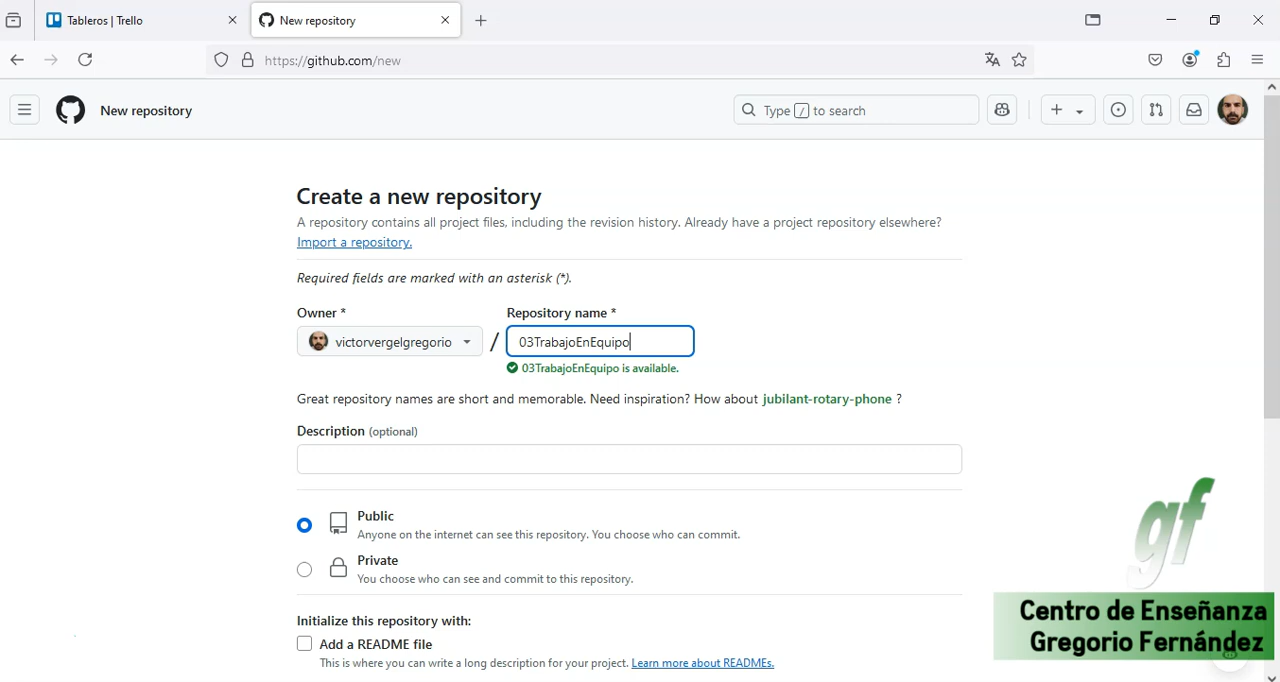 Tableros | Trello
New repository
https://github.com/new
New repository
Type / to search
Create a new repository
A repository contains all project files, including the revision history. Already have a project repository elsewhere?
Import a repository.
Required fields are marked with an asterisk (*).
Owner *
Repository name *
victorvergelgregorio
/
03TrabajoEnEquipo
03TrabajoEnEquipo is available.
Great repository names are short and memorable. Need inspiration? How about jubilant-rotary-phone ?
Description (optional)
Public
Anyone on the internet can see this repository. You choose who can commit.
Private
You choose who can see and commit to this repository.
Initialize this repository with:
Add a README file
This is where you can write a long description for your project. Learn more about READMEs.
gf
Centro de Enseñanza
Gregorio Fernández